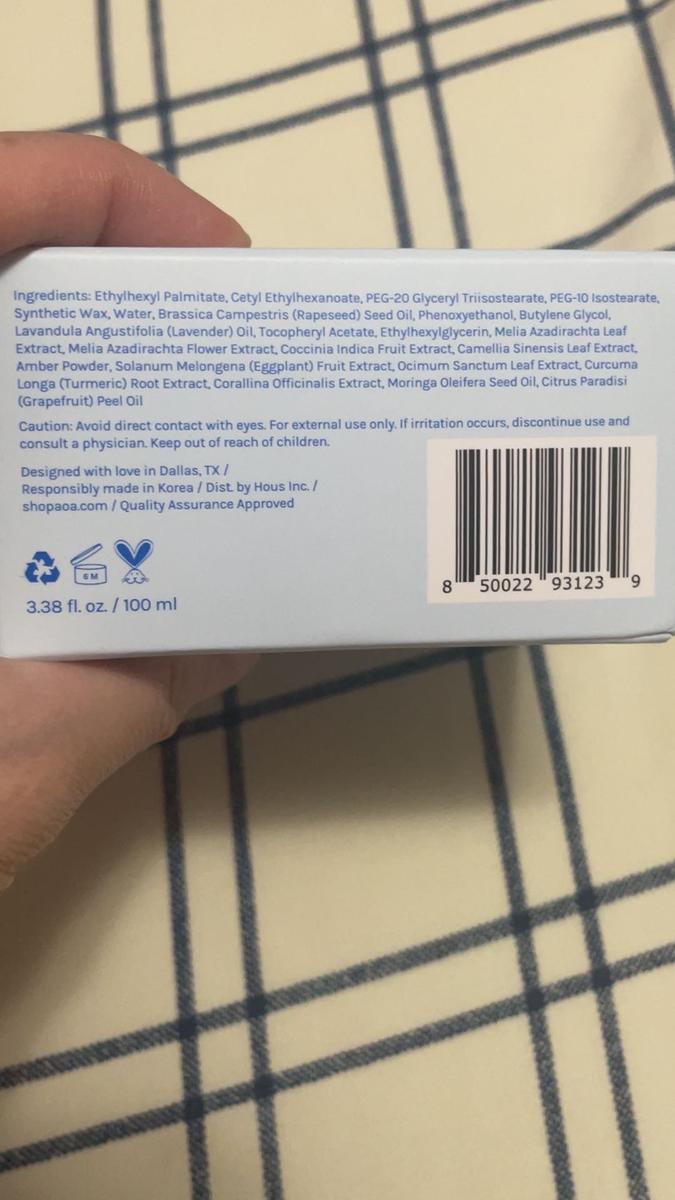 Ingredients: Ethylhexyl Palmitate, Cetyl Ethylhexanoate, PEG-20 Glyceryl Triisostearate, PEG-10 Isostearate,
Synthetic Wax, Water, Brassica Campestris (Rapeseed) Seed Oil, Phenoxyethanol, Butylene Glycol,
Lavandula Angustifolia (Lavender) Oil, Tocopheryl Acetate, Ethylhexylglycerin, Melia Azadirachta Leaf
Extract, Melia Azadirachta Flower Extract, Coccinia Indica Fruit Extract, Camellia Sinensis Leaf Extract,
Amber Powder, Solanum Melongena (Eggplant) Fruit Extract, Ocimum Sanctum Leaf Extract, Curcuma
Longa (Turmeric) Root Extract, Corallina Officinalis Extract, Moringa Oleifera Seed Oil, Citrus Paradisi
(Grapefruit) Peel Oil
Caution: Avoid direct contact with eyes. For external use only. If irritation occurs, discontinue use and
consult a physician. Keep out of reach of children.
Designed with love in Dallas, TX /
Responsibly made in Korea / Dist. by Hous Inc. /
shopaoa.com / Quality Assurance Approved
6 M
3.38 fl. oz. / 100 ml
8 50022 93123 9